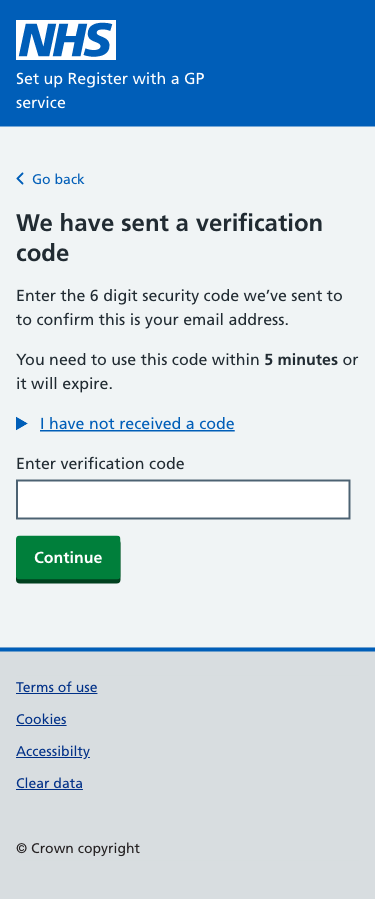 NHS
Set up Register with a GP
service
Go back
We have sent a verification
code
Enter the 6 digit security code we’ve sent to
to confirm this is your email address.
You need to use this code within 5 minutes or
it will expire.
I have not received a code
Enter verification code
Continue
Terms of use
Cookies
Accessibilty
Clear data
© Crown copyright